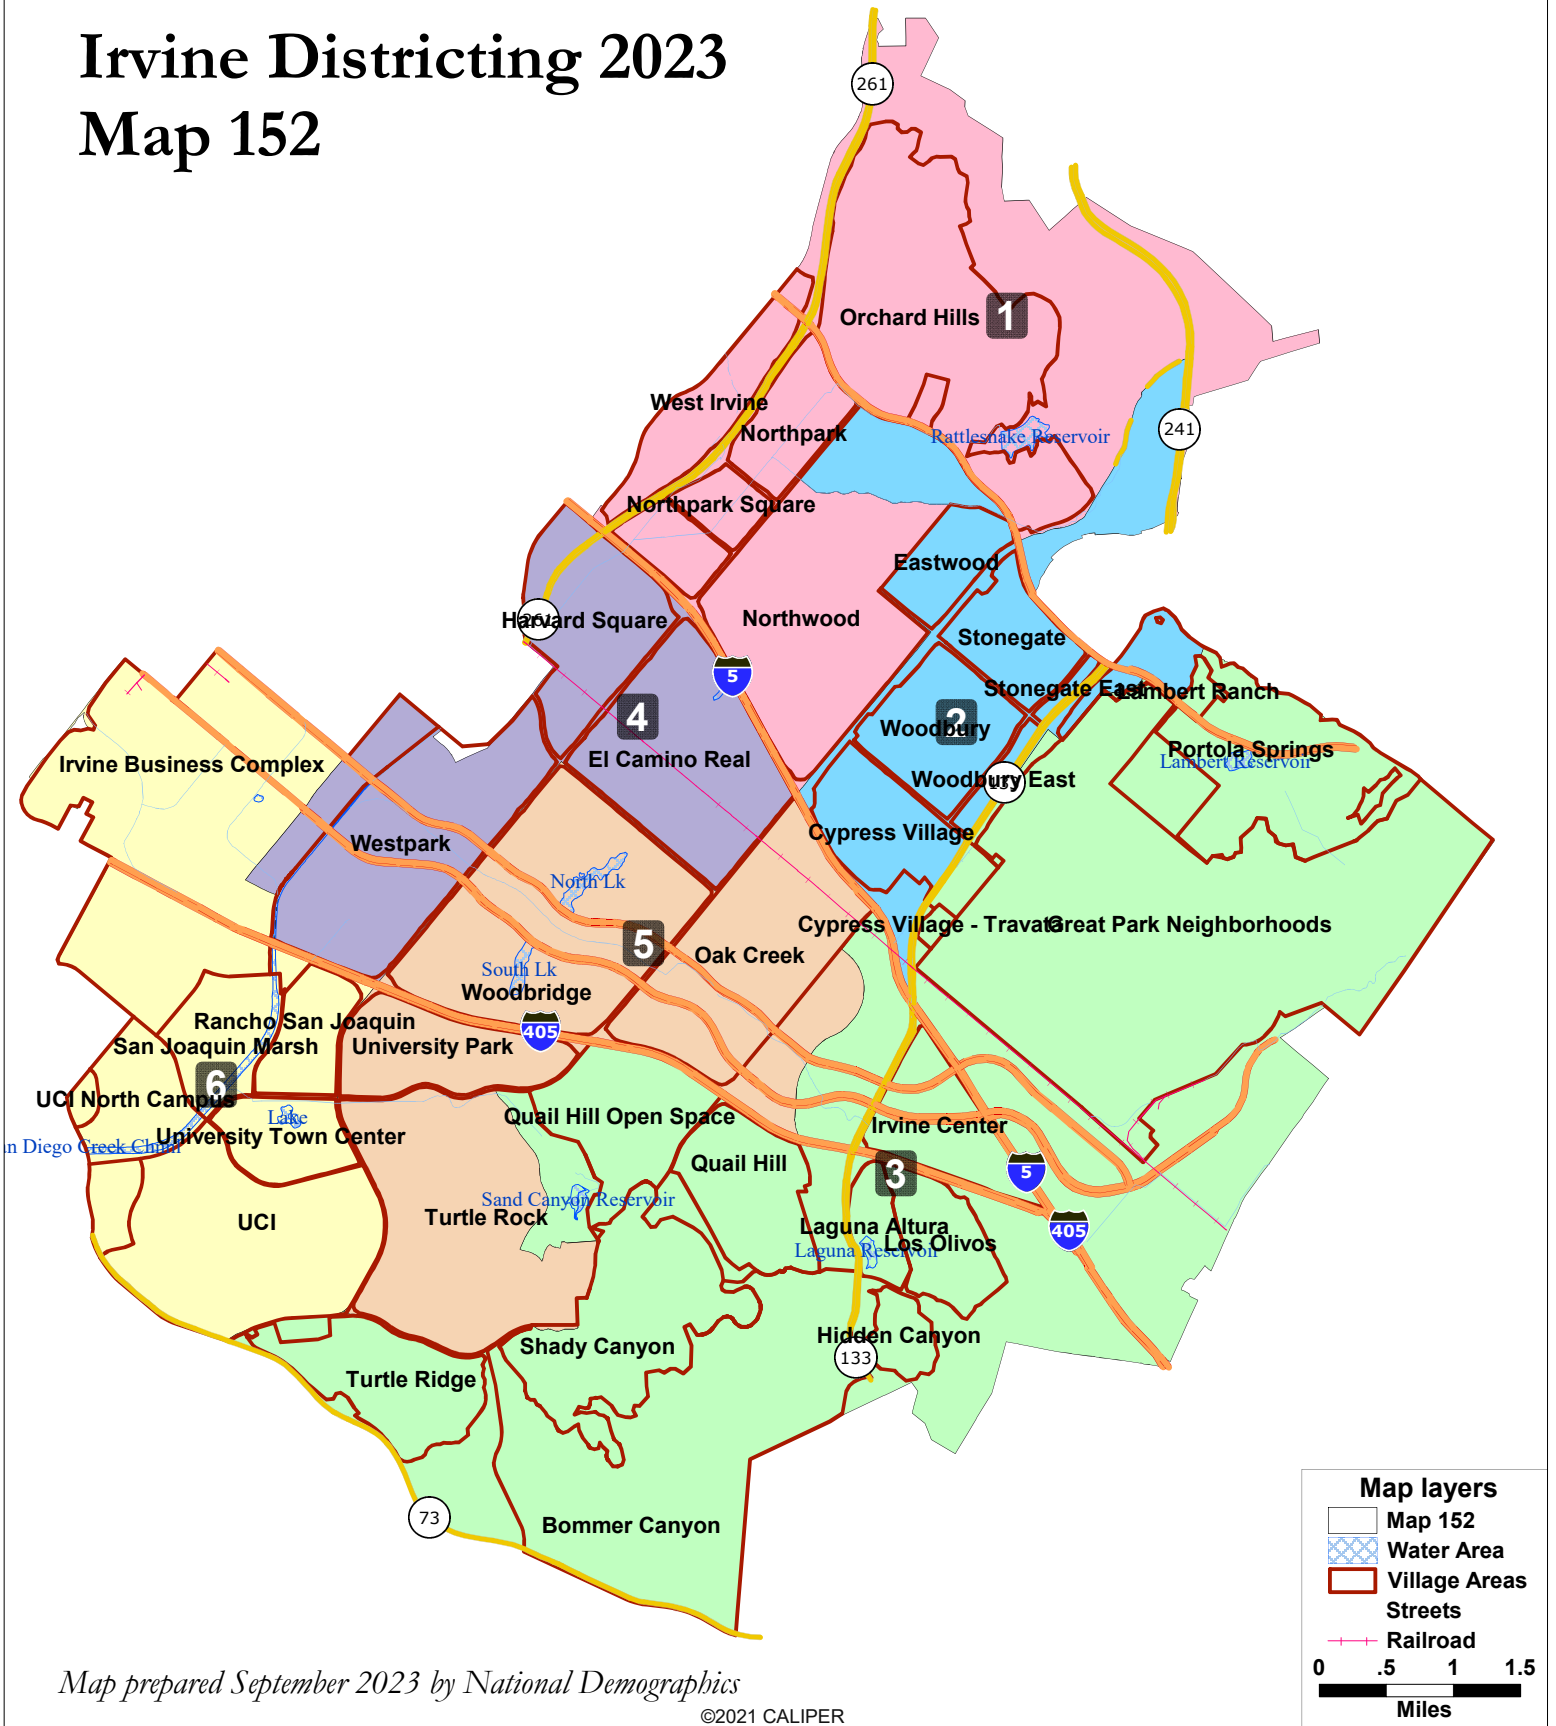 Irvine Districting 2023
Map 152
261
Orchard Hills
1
West Irvine
Northpark
Rattlesnake Reservoir
241
Northpark Square
Eastwood
Harvard Square
Northwood
Stonegate
5
Stonegate East
Lambert Ranch
4
2
Woodbury
El Camino Real
Portola Springs
Lambert Reservoir
Irvine Business Complex
Woodbury East
133
Cypress Village
Westpark
North Lk
Cypress Village - Travata
Great Park Neighborhoods
5
Oak Creek
South Lk
Woodbridge
Rancho San Joaquin
405
San Joaquin Marsh
University Park
6
UCI North Campus
Lake
Quail Hill Open Space
Irvine Center
University Town Center
an Diego Creek Chnnl
Quail Hill
3
5
Sand Canyon Reservoir
UCI
Turtle Rock
Laguna Altura
405
Los Olivos
Laguna Reservoir
Hidden Canyon
Shady Canyon
133
Turtle Ridge
73
Bommer Canyon
Map layers
Map 152
Water Area
Village Areas
Streets
Railroad
0 .5 1 1.5
Miles
Map prepared September 2023 by National Demographics
©2021 CALIPER